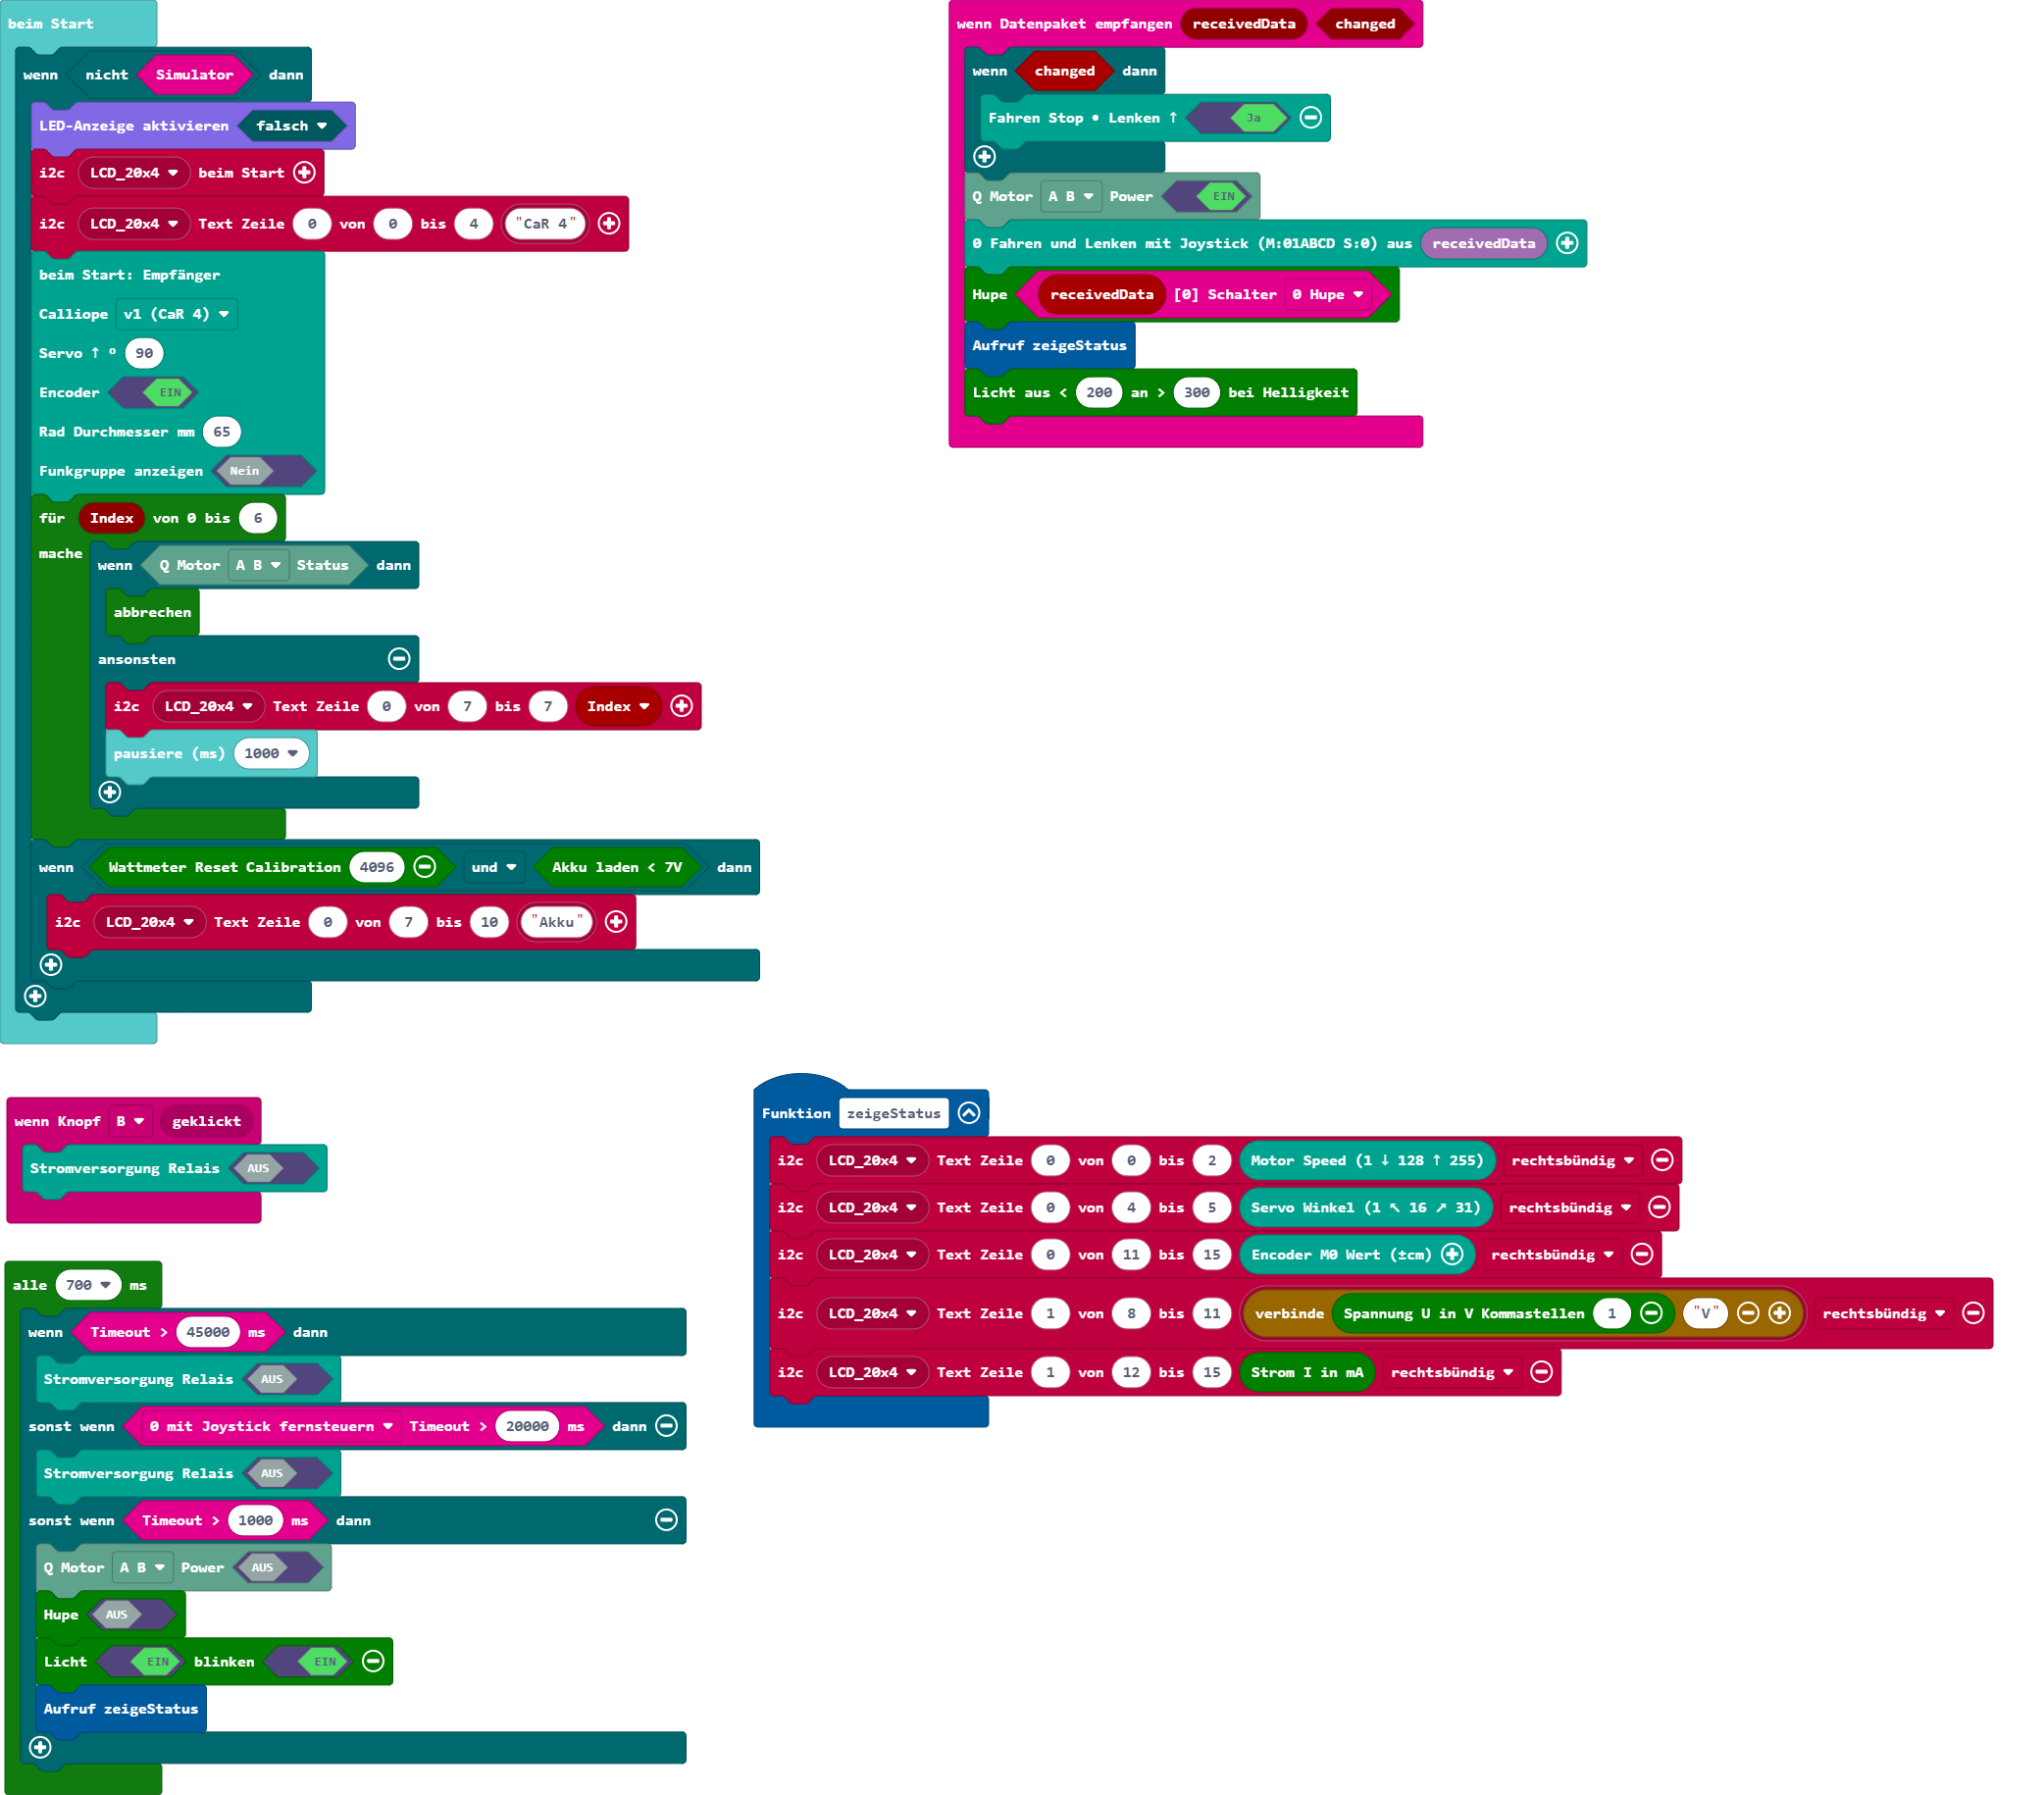 beim Start
wenn nicht Simulator dann
LED-Anzeige aktivieren falsch
i2c LCD_20x4 beim Start
i2c LCD_20x4 Text Zeile 0 von 0 bis 4 "CaR 4"
beim Start: Empfänger
Calliope v1 (CaR 4)
Servo ↑ ° 90
Encoder EIN
Rad Durchmesser mm 65
Funkgruppe anzeigen Nein
für Index von 0 bis 6
mache
wenn Q Motor A B Status dann
abbrechen
ansonsten
i2c LCD_20x4 Text Zeile 0 von 7 bis 7 Index
pausiere (ms) 1000
wenn Wattmeter Reset Calibration 4096 und Akku laden < 7V dann
i2c LCD_20x4 Text Zeile 0 von 7 bis 10 "Akku"
wenn Datenpaket empfangen receivedData changed
wenn changed dann
Fahren Stop • Lenken ↑ Ja
Q Motor A B Power EIN
0 Fahren und Lenken mit Joystick (M:01ABCD S:0) aus receivedData
Hupe receivedData [0] Schalter 0 Hupe
Aufruf zeigeStatus
Licht aus < 200 an > 300 bei Helligkeit
wenn Knopf B geklickt
Stromversorgung Relais AUS
alle 700 ms
wenn Timeout > 45000 ms dann
Stromversorgung Relais AUS
sonst wenn 0 mit Joystick fernsteuern Timeout > 20000 ms dann
Stromversorgung Relais AUS
sonst wenn Timeout > 1000 ms dann
Q Motor A B Power AUS
Hupe AUS
Licht EIN blinken EIN
Aufruf zeigeStatus
Funktion zeigeStatus
i2c LCD_20x4 Text Zeile 0 von 0 bis 2 Motor Speed (1 ↓ 128 ↑ 255) rechtsbündig
i2c LCD_20x4 Text Zeile 0 von 4 bis 5 Servo Winkel (1 ↖ 16 ↗ 31) rechtsbündig
i2c LCD_20x4 Text Zeile 0 von 11 bis 15 Encoder M0 Wert (±cm) rechtsbündig
i2c LCD_20x4 Text Zeile 1 von 8 bis 11 verbinde Spannung U in V Kommastellen 1 "V" rechtsbündig
i2c LCD_20x4 Text Zeile 1 von 12 bis 15 Strom I in mA rechtsbündig